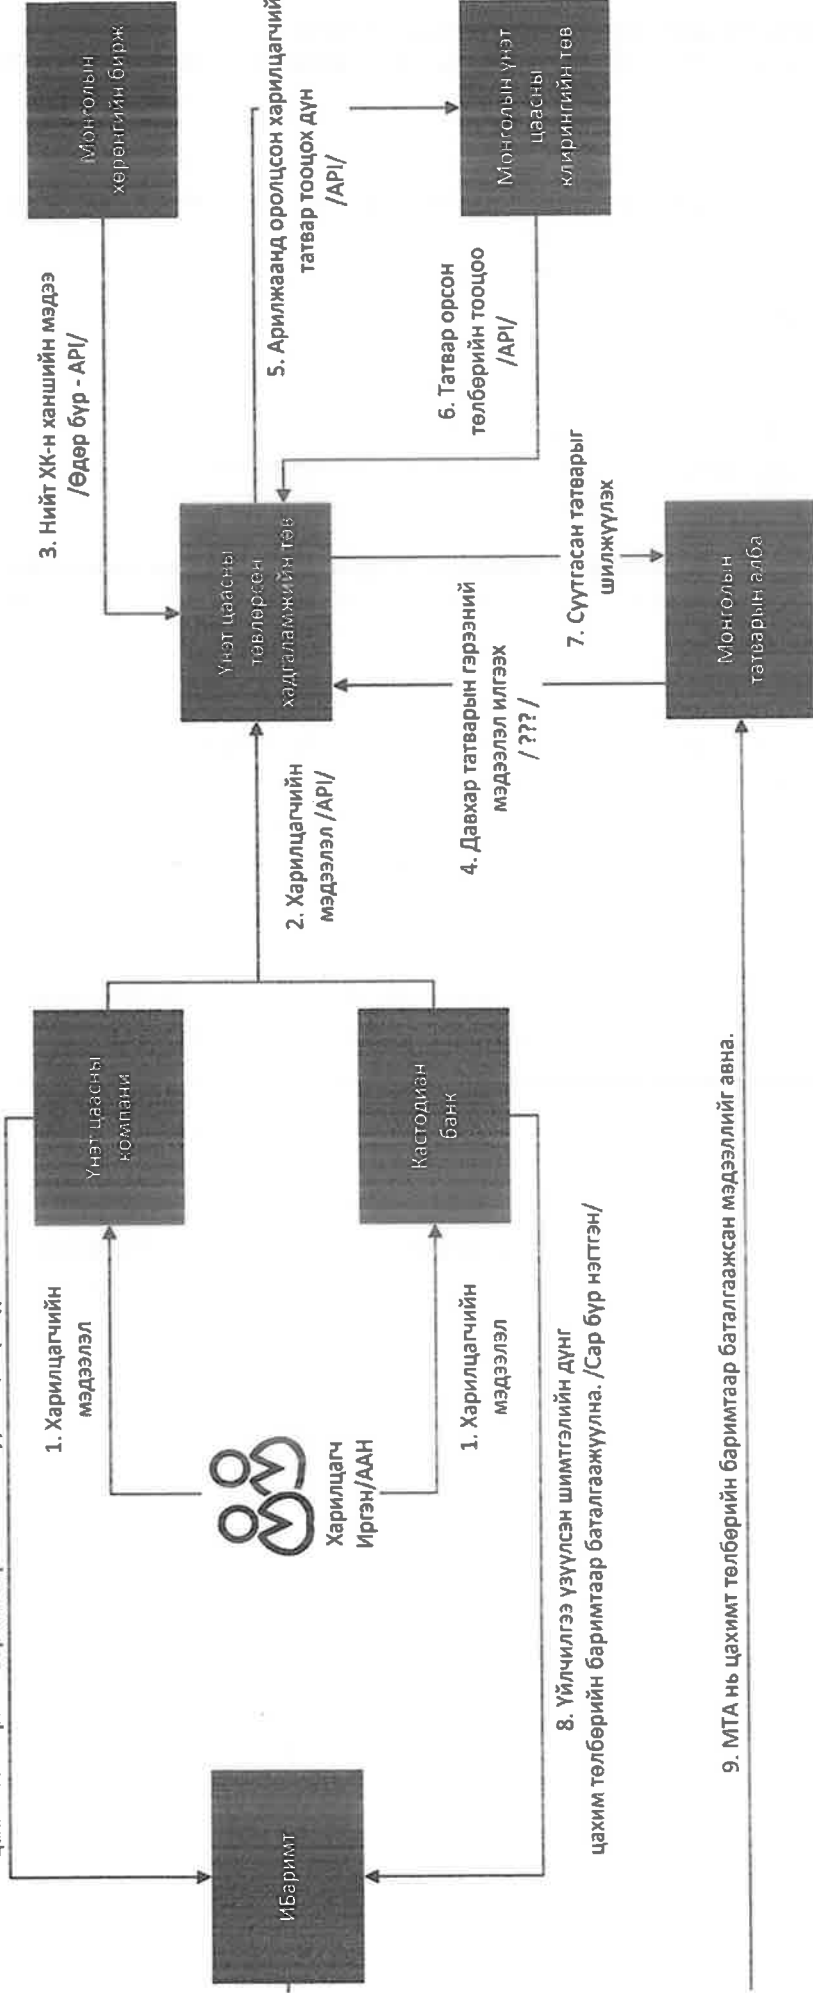 ИБаримт
1. Харилцагчийн
мэдээлэл
Харилцагч
Иргэн/ААН
1. Харилцагчийн
мэдээлэл
8. Үйлчилгээ үзүүлсэн шимтгэлийн дүнг
цахим төлбөрийн баримтаар баталгаажуулна. /Сар бүр нэгтгэн/
Үнэт цаасны
компани
Кастодиан
банк
2. Харилцагчийн
мэдээлэл /API/
3. Нийт ХК-н ханшийн мэдээ
/Өдөр бүр - API/
Үнэт цаасны
төвлөрсөн
хадгаламжийн төв
4. Давхар татварын гэрээний
мэдээлэл илгээх
/ ??? /
Монголын
хөрөнгийн бирж
5. Арилжаанд оролцсон харилцагчийн
татвар тооцох дүн
/API/
6. Татвар орсон
төлбөрийн тооцоо
/API/
Монголын үнэт
цаасны
клирингийн төв
7. Суутгасан татварыг
шилжүүлэх
Монголын
татварын алба
9. МТА нь цахимт төлбөрийн баримтаар баталгаажсан мэдээллийг авна.